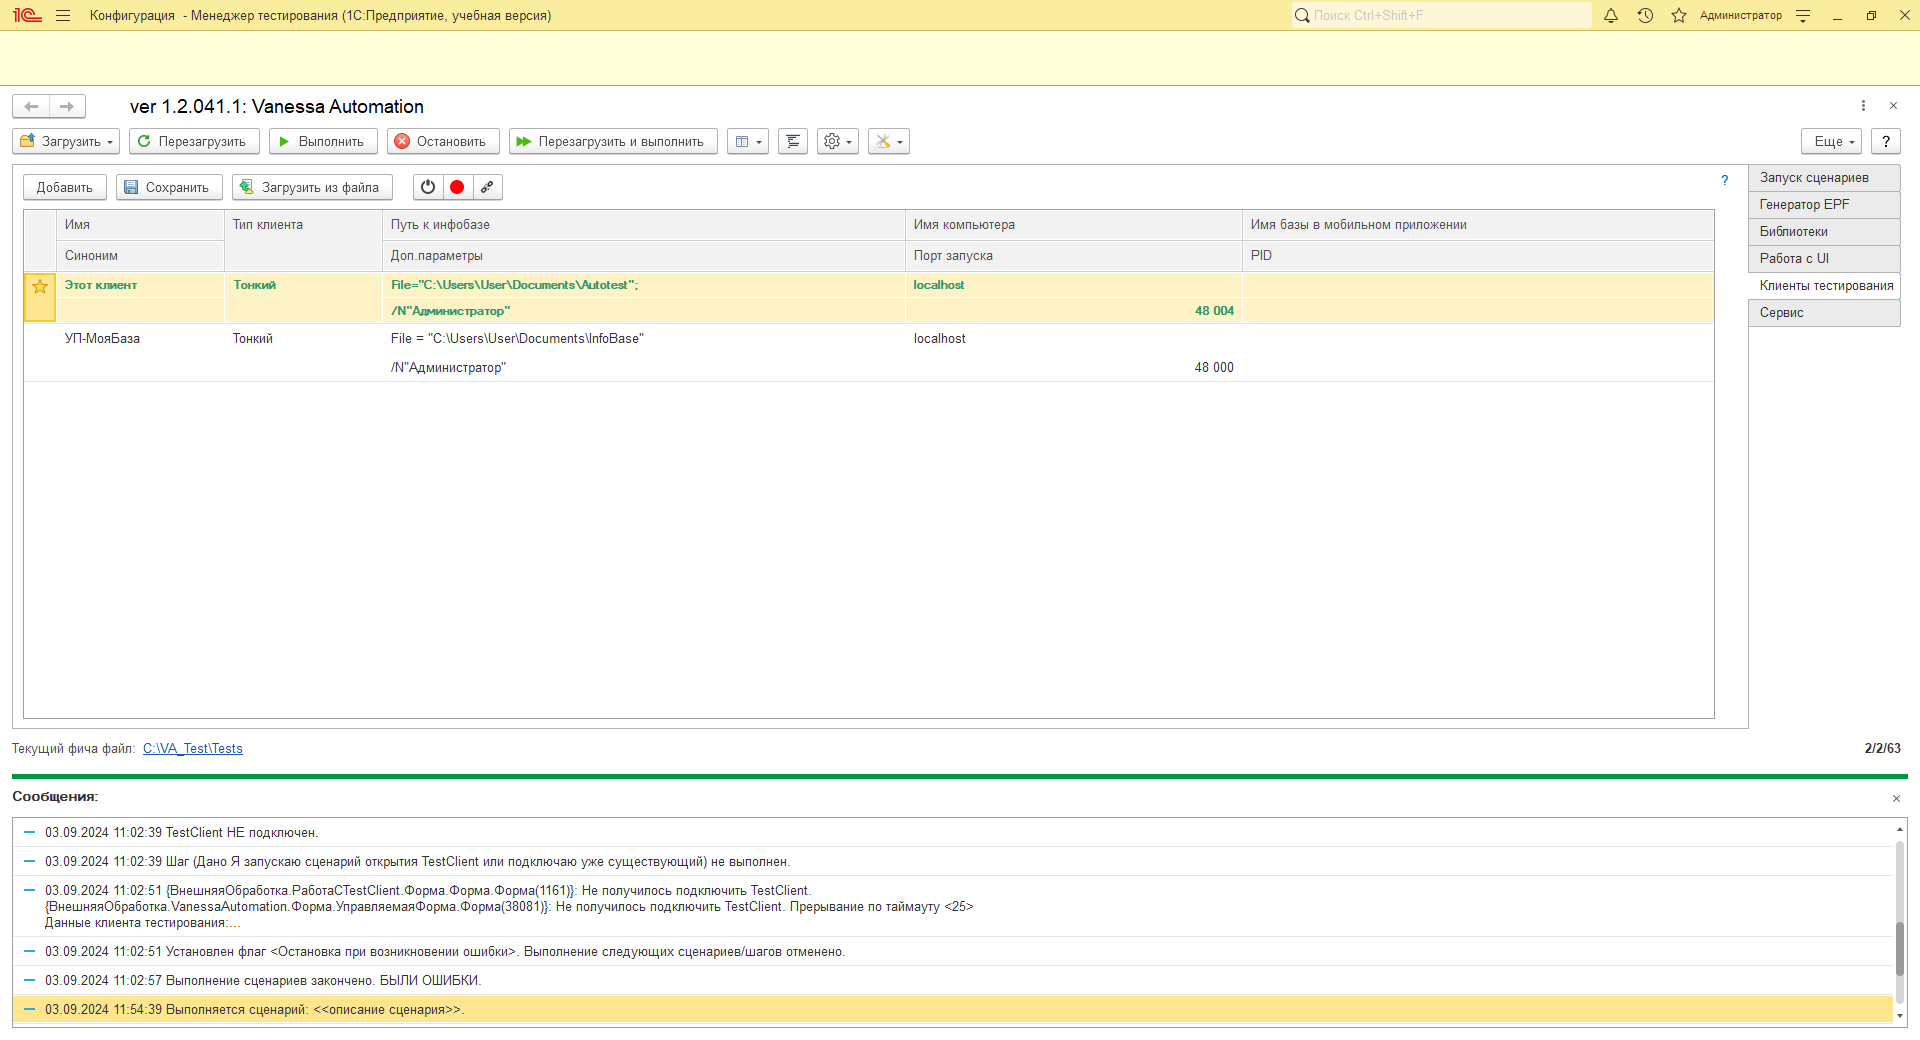 Конфигурация - Менеджер тестирования (1С:Предприятие, учебная версия)
Поиск Ctrl+Shift+F
Администратор
ver 1.2.041.1: Vanessa Automation
Загрузить
Перезагрузить
Выполнить
Остановить
Перезагрузить и выполнить
Еще
?
Добавить
Сохранить
Загрузить из файла
?
Запуск сценариев
Генератор EPF
Библиотеки
Работа с UI
Клиенты тестирования
Сервис
Имя
Тип клиента
Путь к инфобазе
Имя компьютера
Имя базы в мобильном приложении
Синоним
Доп.параметры
Порт запуска
PID
Этот клиент
Тонкий
File="C:\Users\User\Documents\Autotest";
localhost
/N"Администратор"
48 004
УП-МояБаза
Тонкий
File = "C:\Users\User\Documents\InfoBase"
localhost
/N"Администратор"
48 000
Текущий фича файл: C:\VA_Test\Tests
2/2/63
Сообщения:
03.09.2024 11:02:39 TestClient НЕ подключен.
03.09.2024 11:02:39 Шаг (Дано Я запускаю сценарий открытия TestClient или подключаю уже существующий) не выполнен.
03.09.2024 11:02:51 {ВнешняяОбработка.РаботаСTestClient.Форма.Форма.Форма(1161)}: Не получилось подключить TestClient.
{ВнешняяОбработка.VanessaAutomation.Форма.УправляемаяФорма.Форма(38081)}: Не получилось подключить TestClient. Прерывание по таймауту <25>
Данные клиента тестирования:...
03.09.2024 11:02:51 Установлен флаг <Остановка при возникновении ошибки>. Выполнение следующих сценариев/шагов отменено.
03.09.2024 11:02:57 Выполнение сценариев закончено. БЫЛИ ОШИБКИ.
03.09.2024 11:54:39 Выполняется сценарий: <<описание сценария>>.